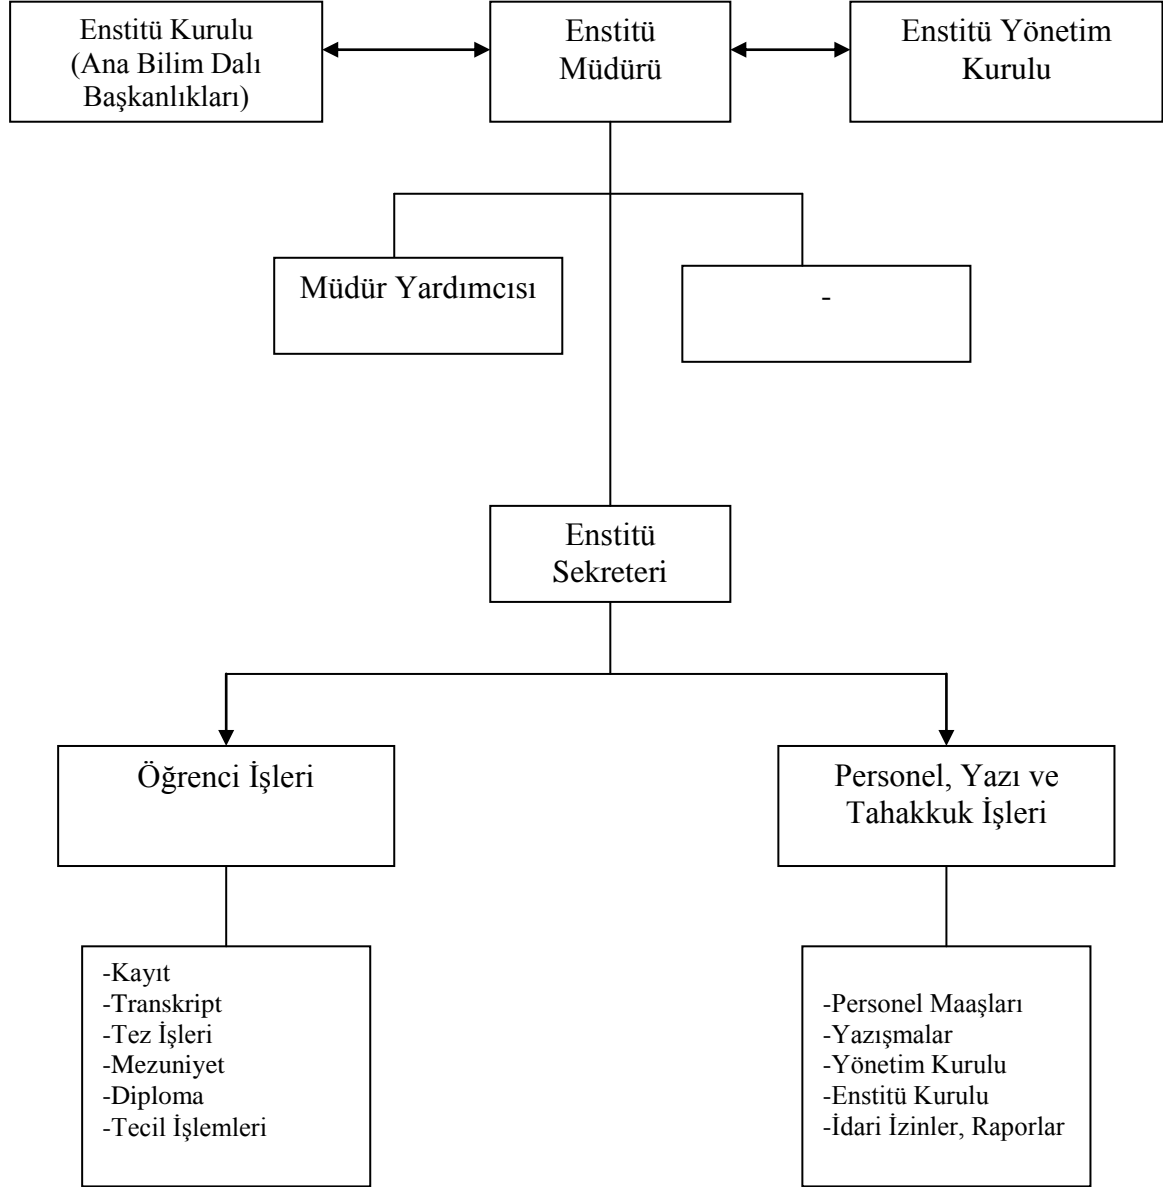 Enstitü Kurulu
(Ana Bilim Dalı
Başkanlıkları)
Enstitü
Müdürü
Enstitü Yönetim
Kurulu
Müdür Yardımcısı
-
Enstitü
Sekreteri
Öğrenci İşleri
Personel, Yazı ve
Tahakkuk İşleri
-Kayıt
-Transkript
-Tez İşleri
-Mezuniyet
-Diploma
-Tecil İşlemleri
-Personel Maaşları
-Yazışmalar
-Yönetim Kurulu
-Enstitü Kurulu
-İdari İzinler, Raporlar